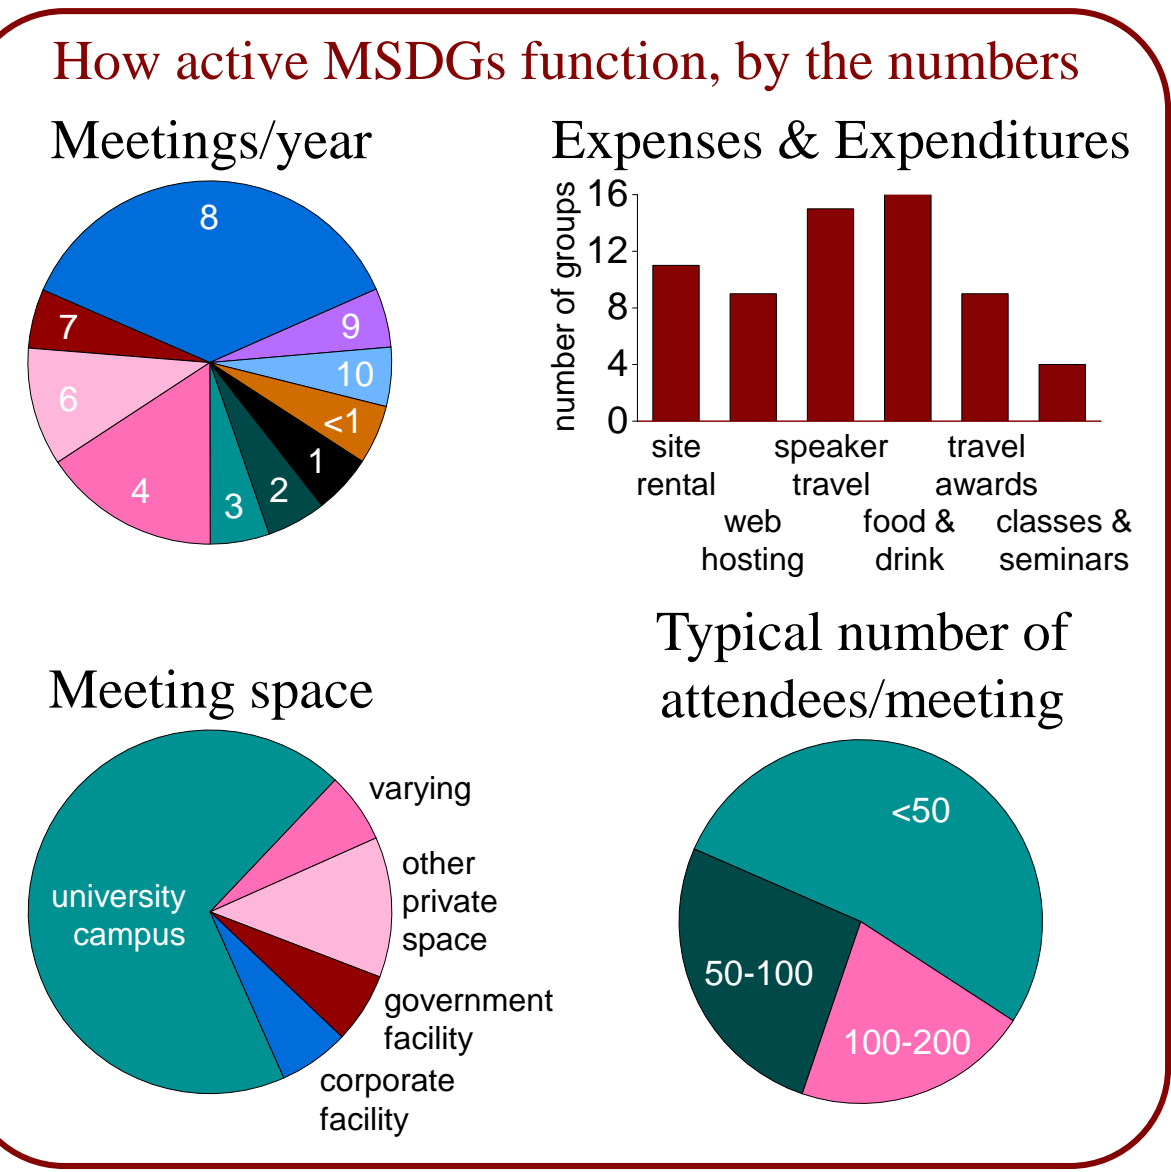 How active MSDGs function, by the numbers
Meetings/year
8
7
9
6
10
<1
4
3
2
1
Expenses & Expenditures
number of groups
16
12
8
4
0
site
rental
web
hosting
speaker
travel
food &
drink
travel
awards
classes &
seminars
Meeting space
university
campus
varying
other
private
space
government
facility
corporate
facility
Typical number of
attendees/meeting
<50
50-100
100-200